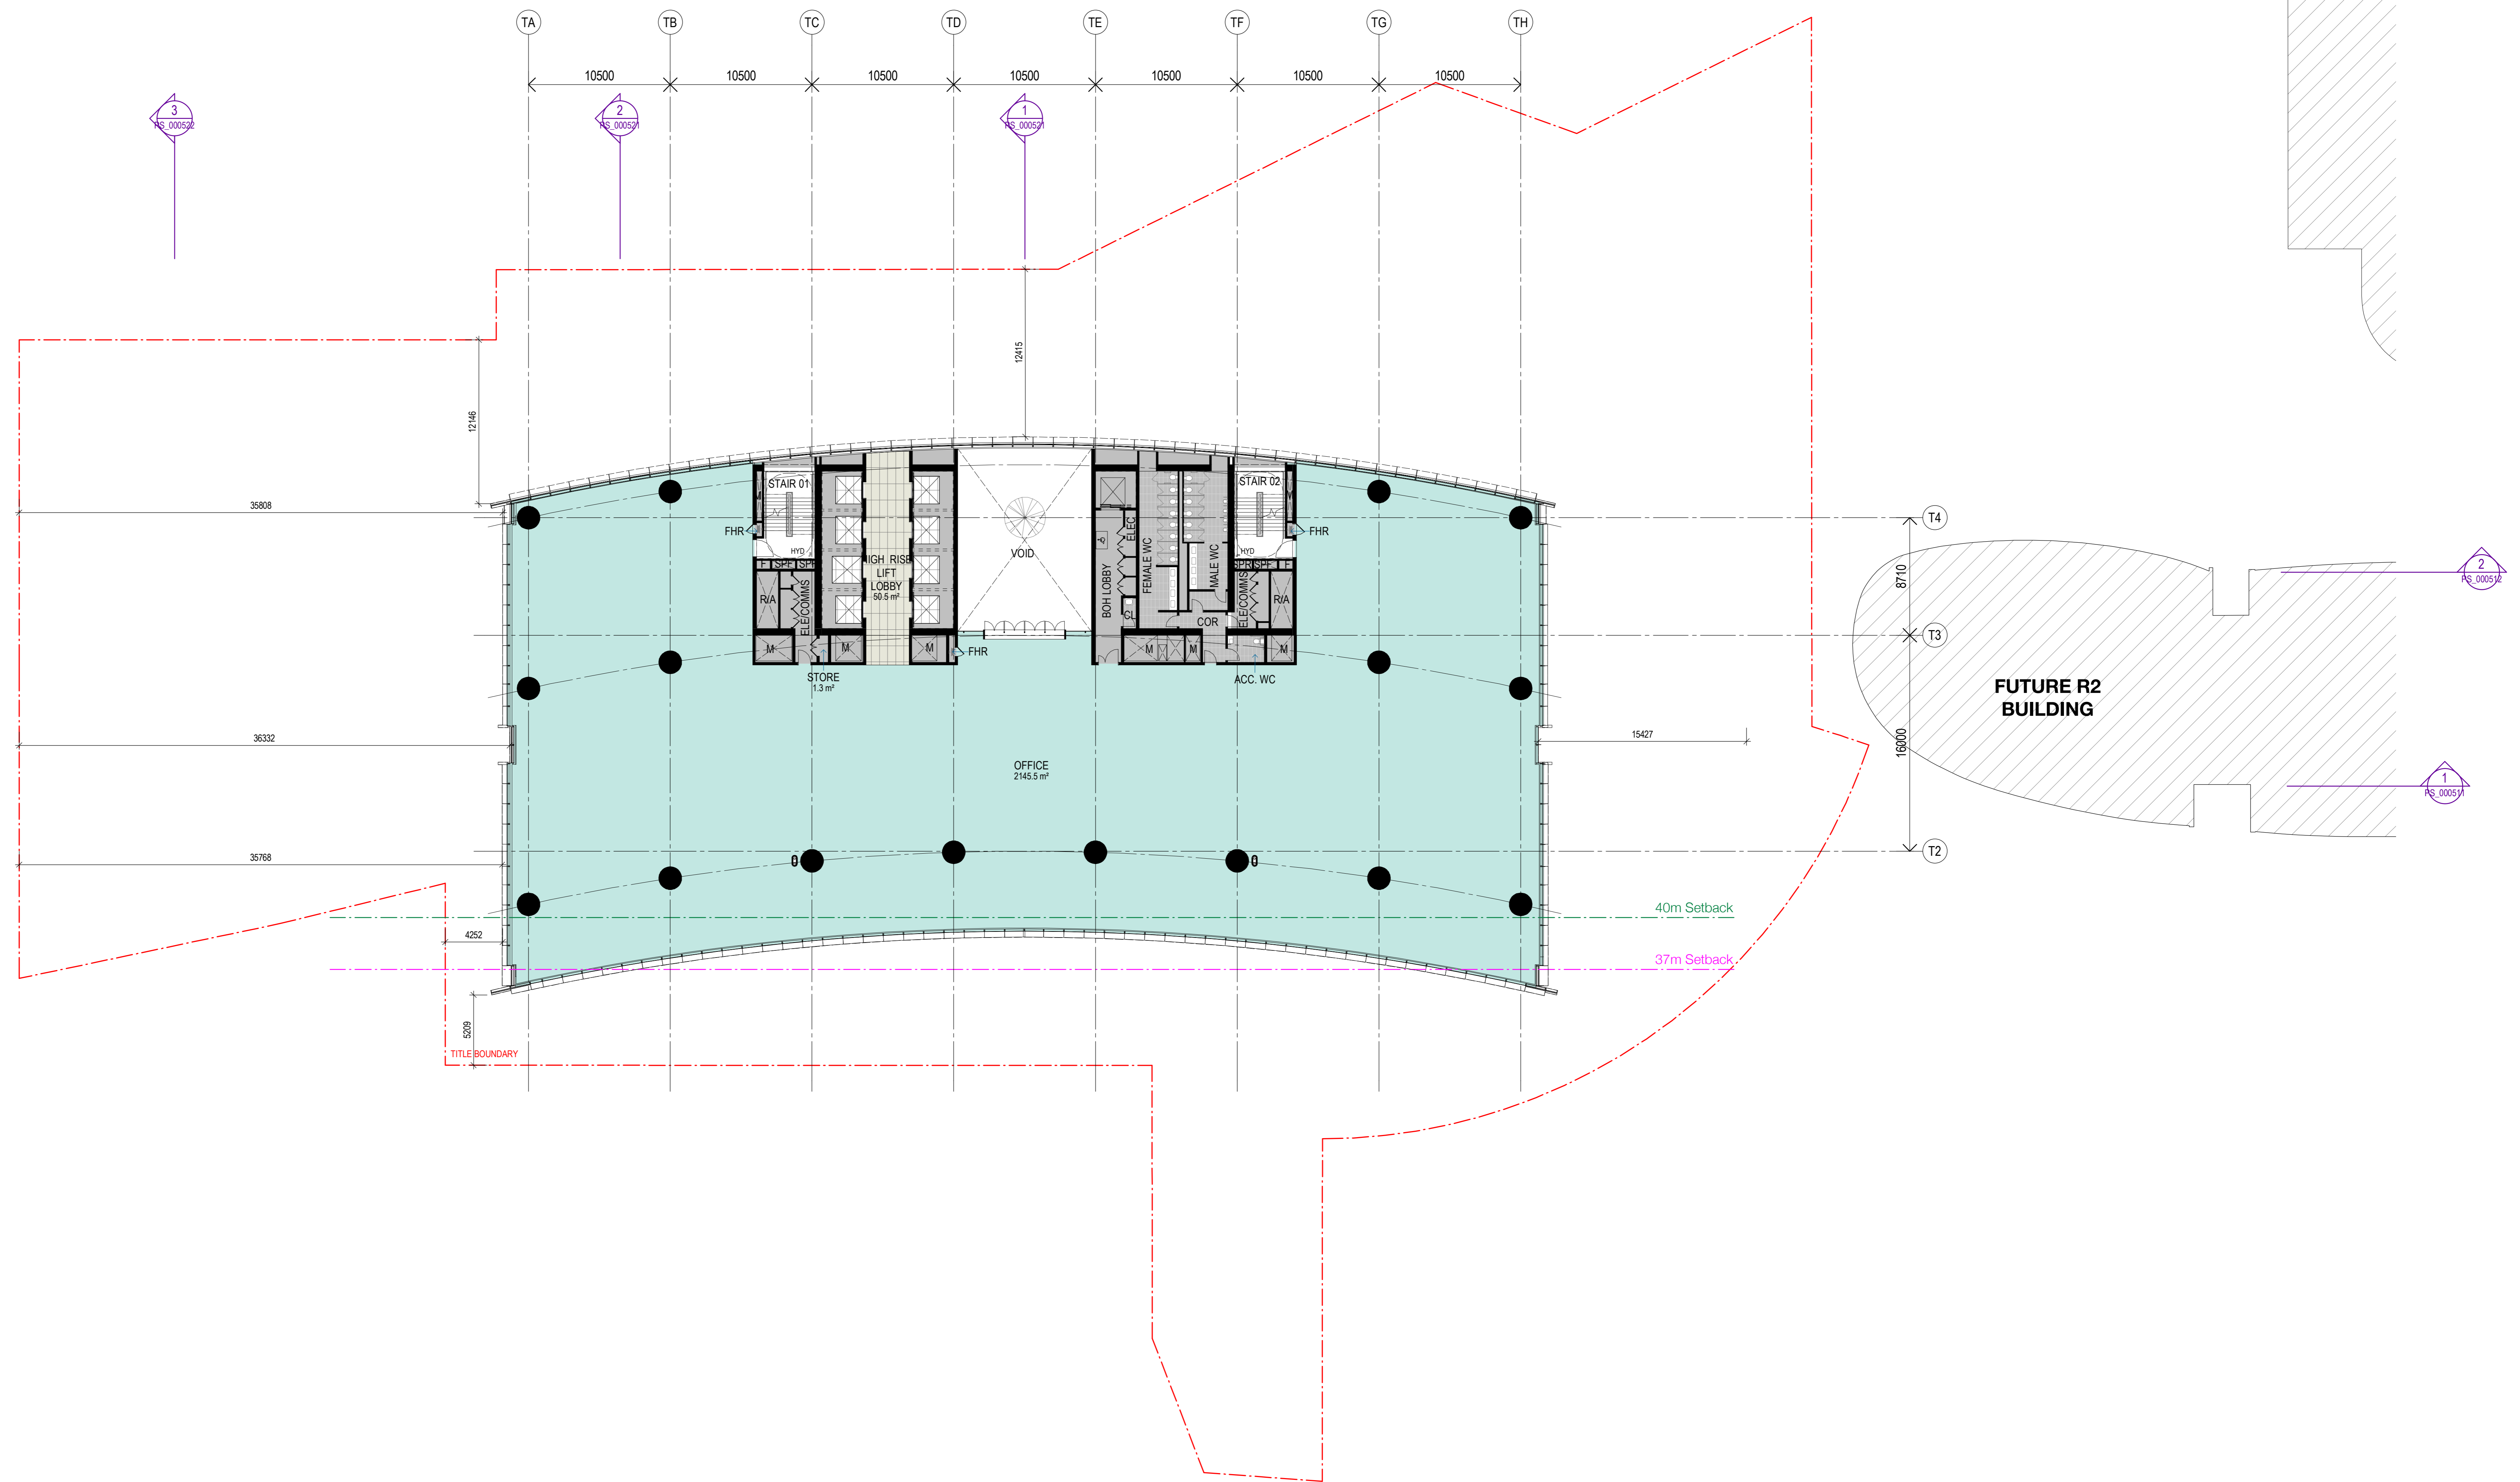 TA
TB
TC
TD
TE
TF
TG
TH
10500
10500
10500
10500
10500
10500
10500
3
PS_000522
2
PS_000521
1
PS_000521
12415
12146
35808
36332
35768
4252
5209
15427
STAIR 01
M
FHR
HYD
F
SPF
SPF
R/A
ELE/COMMS
HIGH RISE
LIFT
LOBBY
50.5 m²
VOID
M
M
M
FHR
STORE
1.3 m²
BOH LOBBY
ELEC
CL
FEMALE WC
MALE WC
COR
STAIR 02
M
FHR
HYD
SPR
SPF
F
ELE/COMMS
R/A
M
M
M
ACC. WC
OFFICE
2145.5 m²
T4
8710
T3
16000
T2
FUTURE R2
BUILDING
2
PS_000512
1
PS_000511
40m Setback
37m Setback
TITLE BOUNDARY